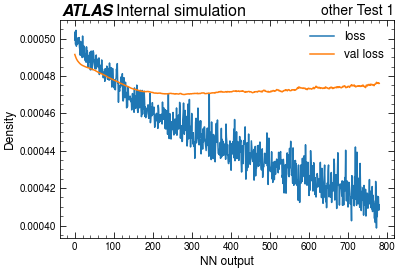 ATLAS Internal simulation other Test 1
loss
val loss
0.00050
0.00048
0.00046
0.00044
0.00042
0.00040
Density
0 100 200 300 400 500 600 700 800
NN output